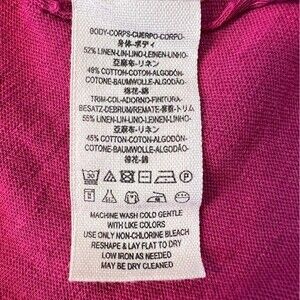 BODY-CORPS-CUERPO-CORPO-
身体-ボディ
52% LINEN-LIN-LINO-LEINEN-LINHO-
亞麻布-リネン
48% COTTON-COTON-ALGODÓN-
COTONE-BAUMWOLLE-ALGODÃO-
棉花-綿
TRIM-COL-ADORNO-FINITURA-
BESATZ-DEBRUM/REMATE-修剪-トリム
55% LINEN-LIN-LINO-LEINEN-LINHO-
亞麻布-リネン
45% COTTON-COTON-ALGODÓN-
COTONE-BAUMWOLLE-ALGODÃO-
棉花-綿
30
P
MACHINE WASH COLD GENTLE
WITH LIKE COLORS
USE ONLY NON-CHLORINE BLEACH
RESHAPE & LAY FLAT TO DRY
LOW IRON AS NEEDED
MAY BE DRY CLEANED